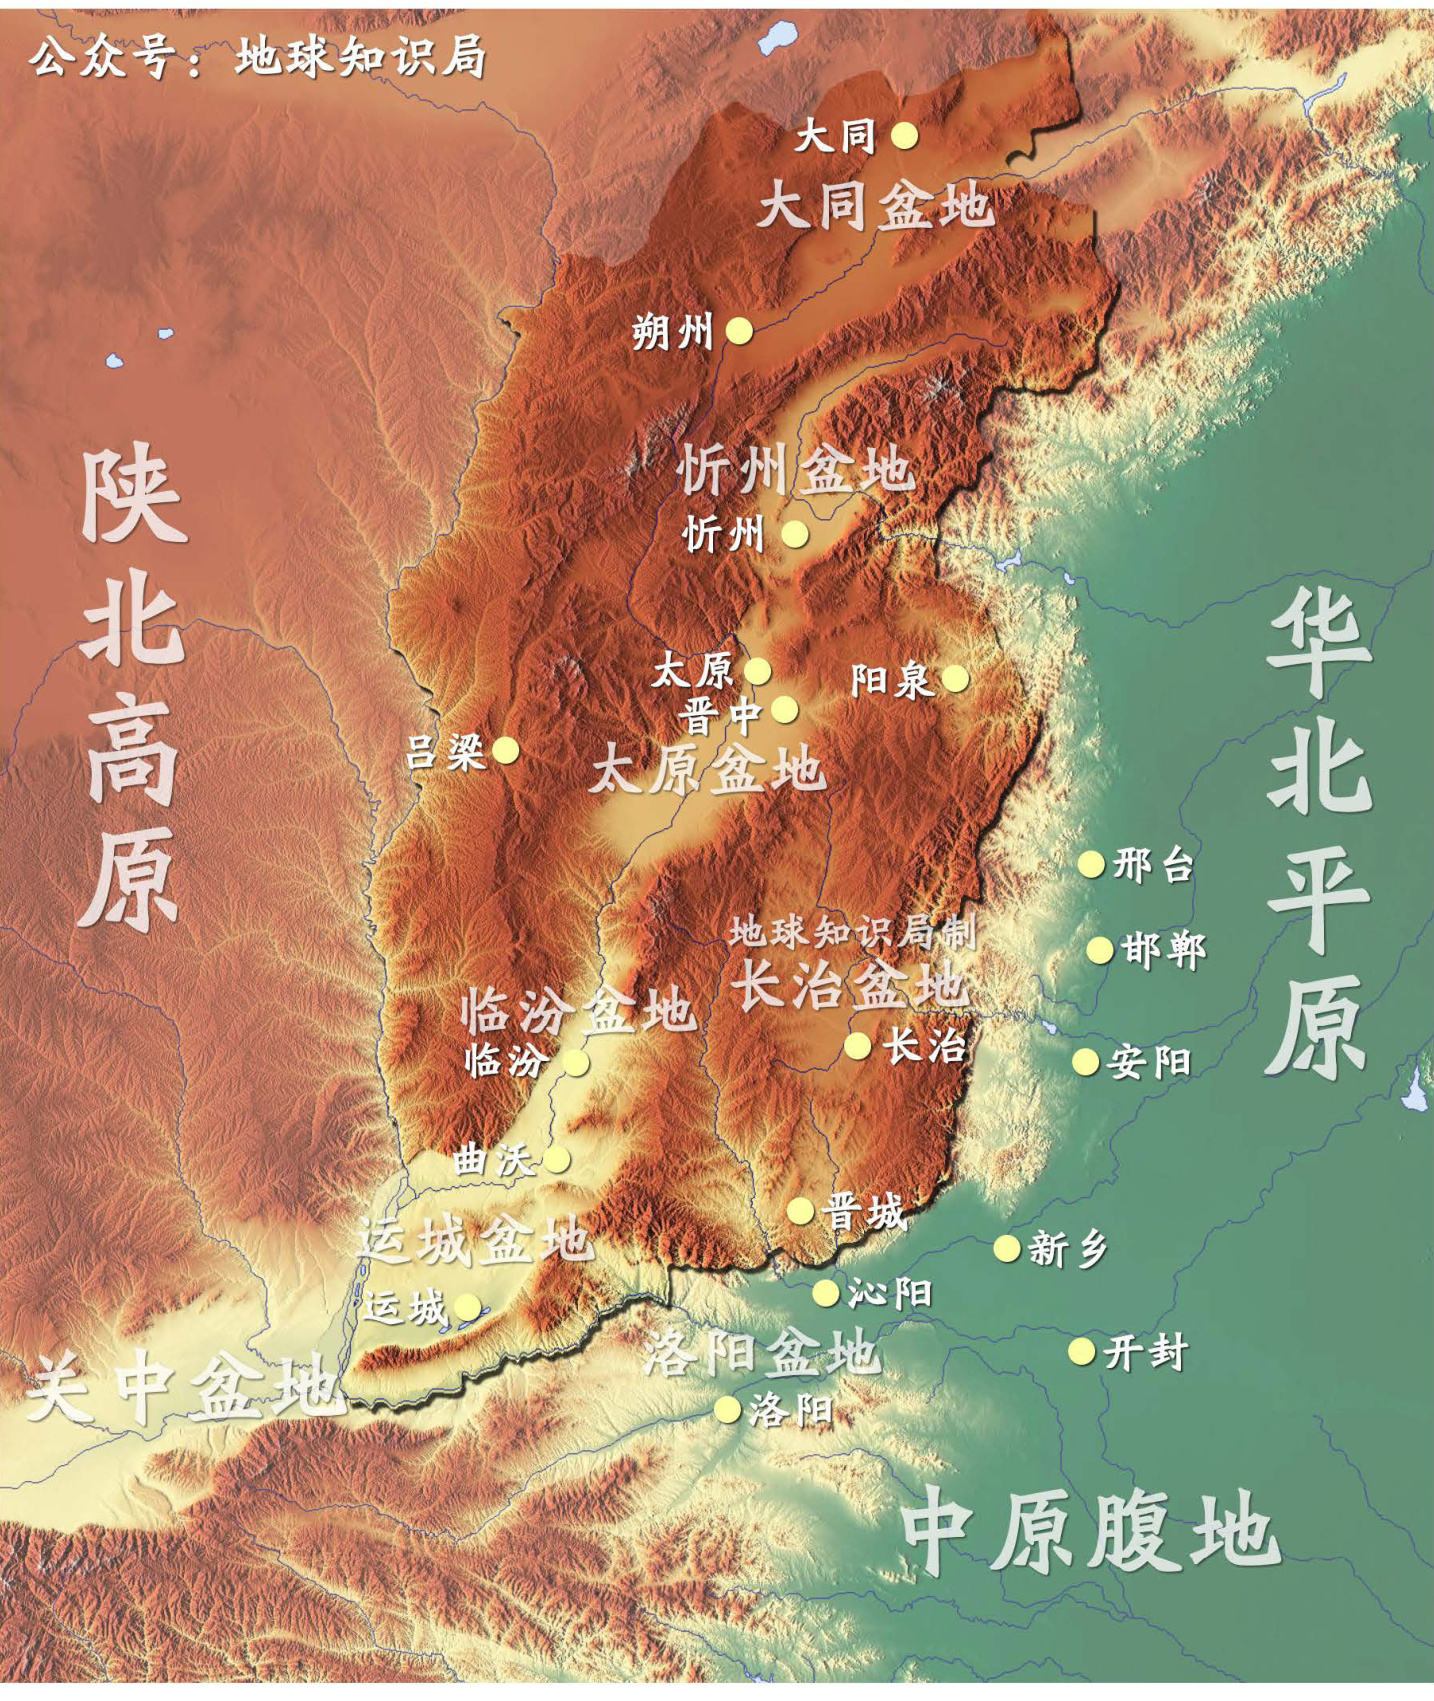 公众号：地球知识局
大同
大同盆地
朔州
陕北高原
忻州盆地
忻州
华北平原
太原
阳泉
晋中
吕梁
太原盆地
邢台
地球知识局制
邯郸
长治盆地
临汾盆地
长治
临汾
安阳
曲沃
晋城
运城盆地
新乡
沁阳
运城
洛阳盆地
开封
关中盆地
洛阳
中原腹地